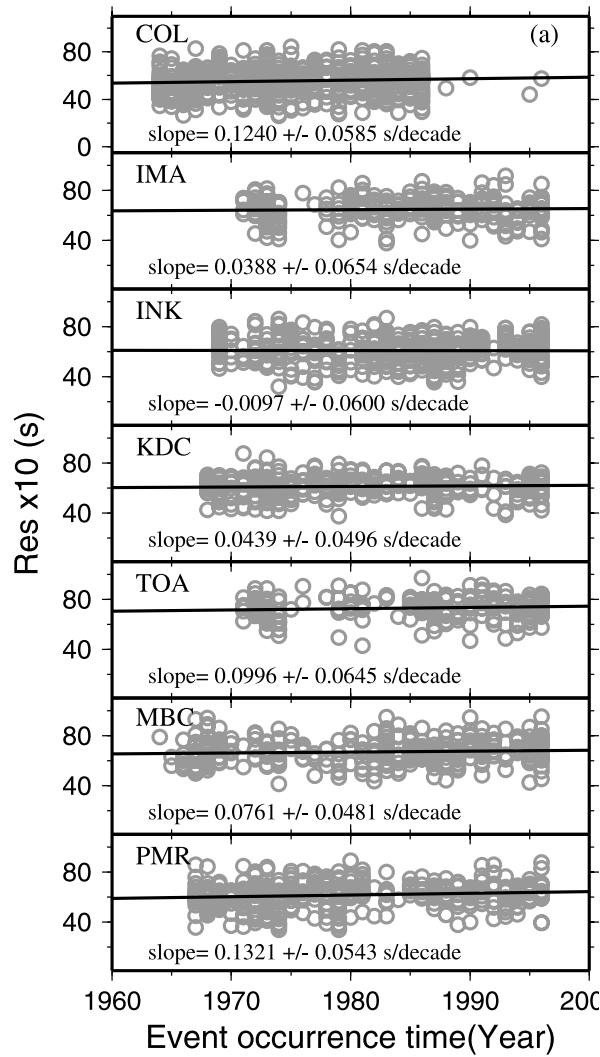 COL (a)
80
40
0
slope= 0.1240 +/- 0.0585 s/decade
IMA
80
40
slope= 0.0388 +/- 0.0654 s/decade
INK
80
40
slope= -0.0097 +/- 0.0600 s/decade
KDC
80
40
slope= 0.0439 +/- 0.0496 s/decade
TOA
80
40
slope= 0.0996 +/- 0.0645 s/decade
MBC
80
40
slope= 0.0761 +/- 0.0481 s/decade
PMR
80
40
slope= 0.1321 +/- 0.0543 s/decade
Res x10 (s)
1960 1970 1980 1990 200
Event occurrence time(Year)